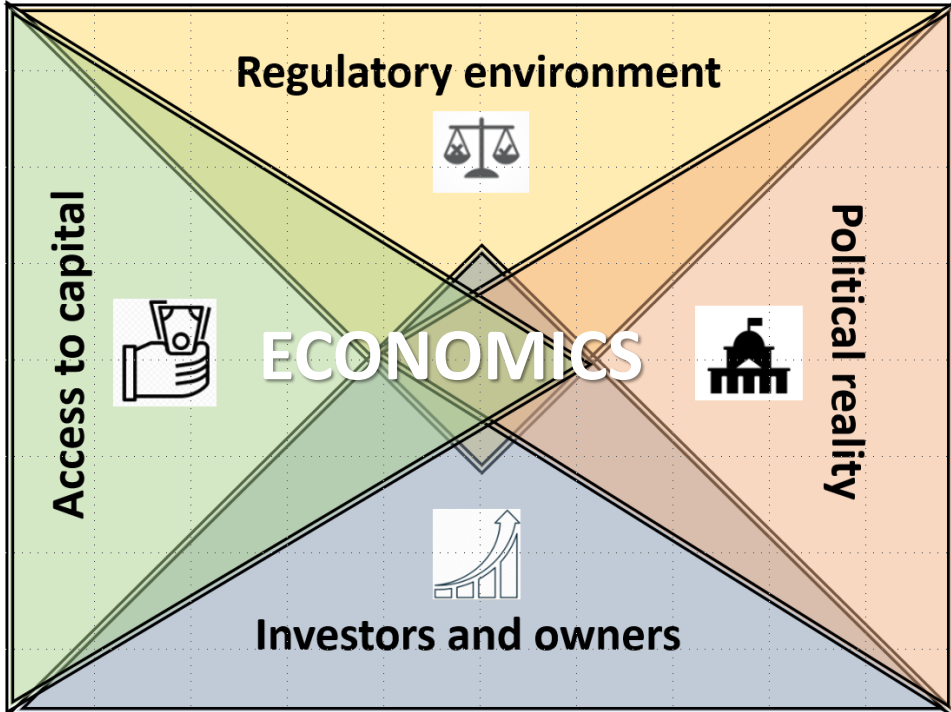 Regulatory environment
Access to capital
ECONOMICS
Political reality
Investors and owners